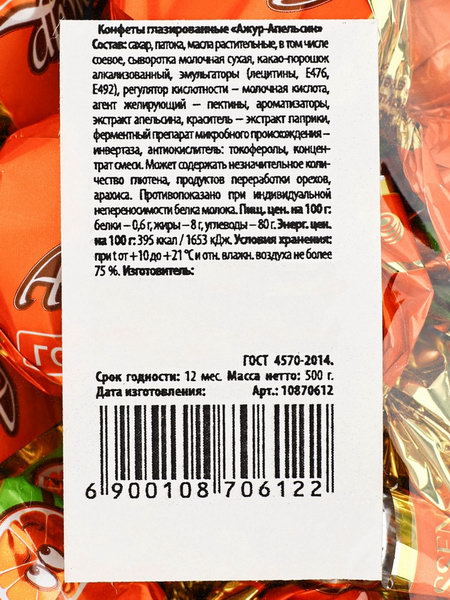 Конфеты глазированные «Ажур-Апельсин»
Состав: сахар, патока, масла растительные, в том числе
соевое, сыворотка молочная сухая, какао-порошок
алкализованный, эмульгаторы (лецитины, Е476,
Е492), регулятор кислотности – молочная кислота,
агент желирующий – пектины, ароматизаторы,
экстракт апельсина, краситель – экстракт паприки,
ферментный препарат микробного происхождения –
инвертаза, антиокислитель: токоферолы, концент-
трат смеси. Может содержать незначительное коли-
чество глютена, продуктов переработки орехов,
арахиса. Противопоказано при индивидуальной
непереносимости белка молока. Пищ. цен. на 100 г:
белки – 0,6 г, жиры – 8 г, углеводы – 80 г. Энерг. цен.
на 100 г: 395 ккал / 1653 кДж. Условия хранения:
при t от +10 до +21 °С и отн. влажн. воздуха не более
75 %. Изготовитель:
ГОСТ 4570-2014.
Срок годности: 12 мес. Масса нетто: 500 г.
Дата изготовления: Арт.: 10870612
6 900108 706122